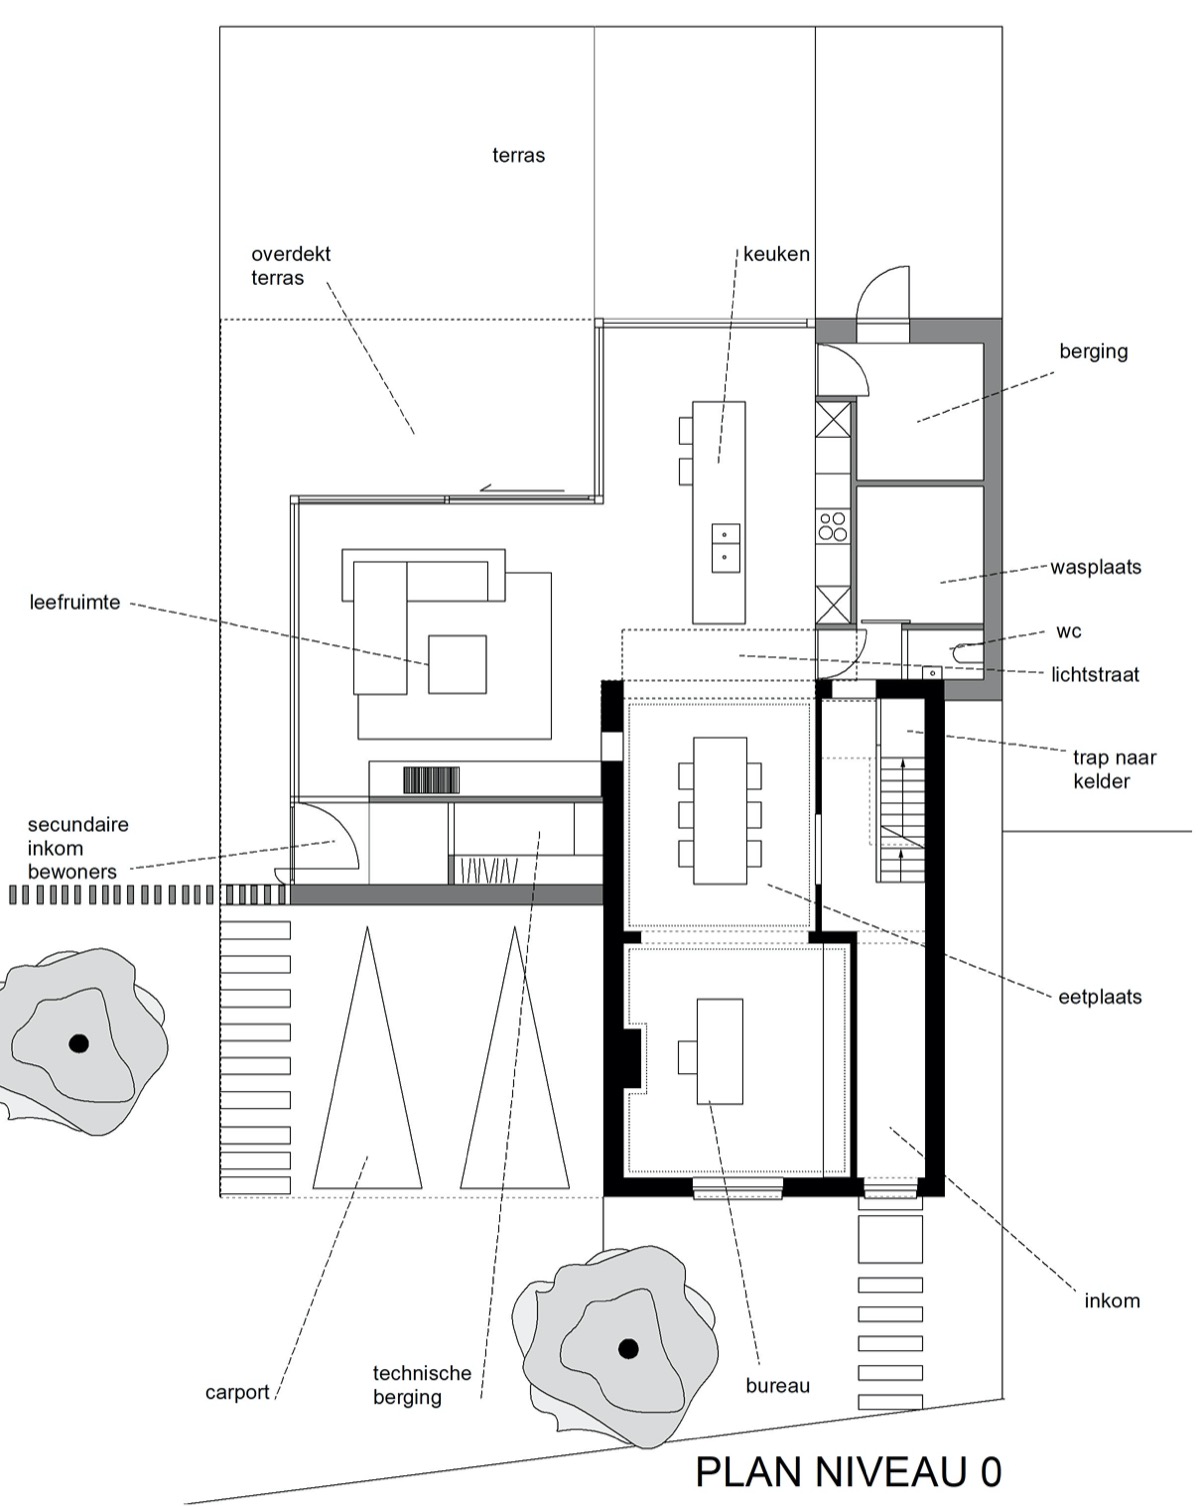 terras
overdekt
terras
keuken
berging
wasplaats
leefruimte
wc
lichtstraat
trap naar
kelder
secundaire
inkom
bewoners
eetplaats
inkom
technische
berging
carport
bureau
PLAN NIVEAU 0